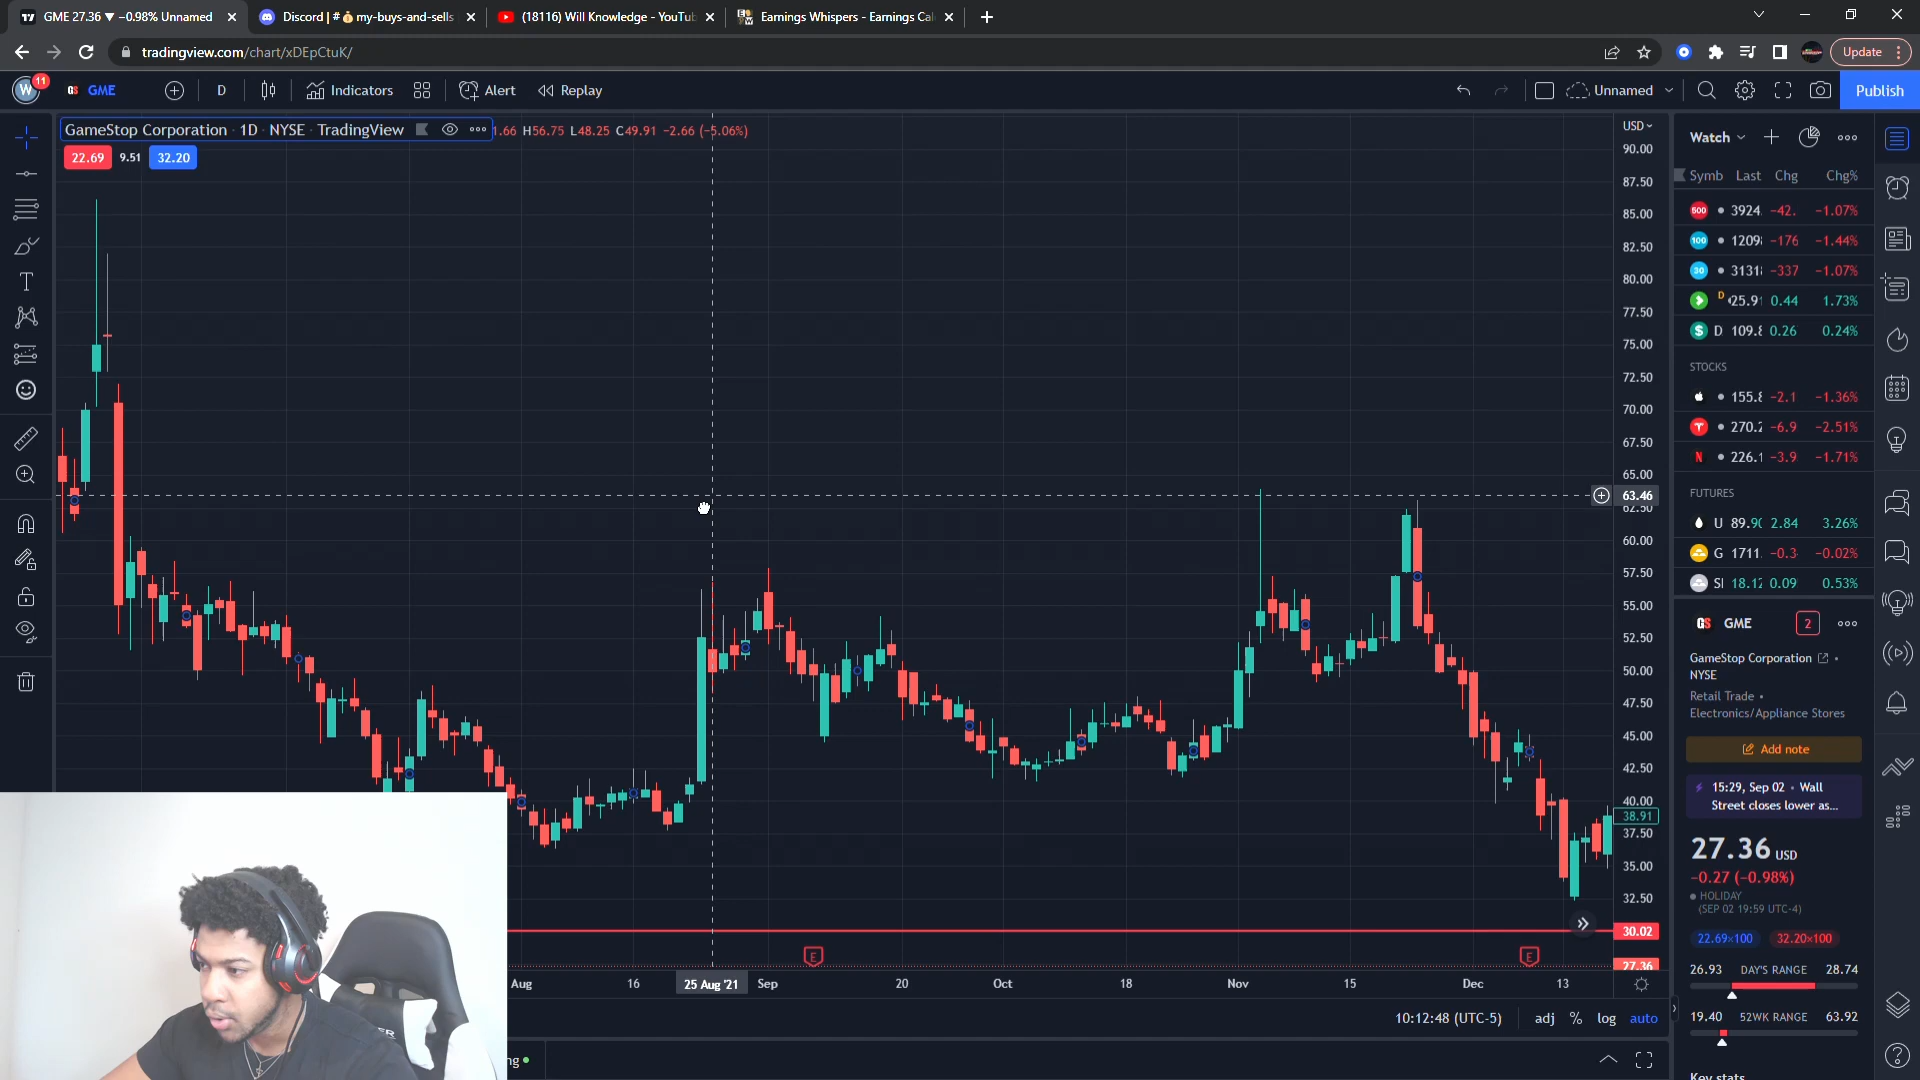 GME 27.36 ▼ −0.98% Unnamed
Discord | # my-buys-and-sells
(18116) Will Knowledge - YouTub
Earnings Whispers - Earnings Cal
tradingview.com/chart/xDEpCtuK/
Update
W 11
GME
D
Indicators
Alert
Replay
Unnamed
Publish
GameStop Corporation · 1D · NYSE · TradingView
1.66 H56.75 L48.25 C49.91 −2.66 (−5.06%)
22.69 9.51 32.20
USD
90.00
87.50
85.00
82.50
80.00
77.50
75.00
72.50
70.00
67.50
65.00
63.46
62.50
60.00
57.50
55.00
52.50
50.00
47.50
45.00
42.50
40.00
38.91
37.50
35.00
32.50
30.02
27.36
E
E
Aug
16
25 Aug '21
Sep
20
Oct
18
Nov
15
Dec
13
10:12:48 (UTC-5)
adj
%
log
auto
Watch
Symb Last Chg Chg%
500 3924. −42. −1.07%
100 1209 −176 −1.44%
30 3131 −337 −1.07%
D 25.9 0.44 1.73%
D 109.8 0.26 0.24%
STOCKS
155.8 −2.1 −1.36%
270.2 −6.9 −2.51%
226.1 −3.9 −1.71%
FUTURES
U 89.90 2.84 3.26%
G 1711. −0.3 −0.02%
SI 18.12 0.09 0.53%
GME 2
GameStop Corporation •
NYSE
Retail Trade •
Electronics/Appliance Stores
Add note
15:29, Sep 02 • Wall
Street closes lower as...
27.36 USD
−0.27 (−0.98%)
HOLIDAY
(SEP 02 19:59 UTC-4)
22.69×100 32.20×100
26.93 DAY'S RANGE 28.74
19.40 52WK RANGE 63.92
Key stats